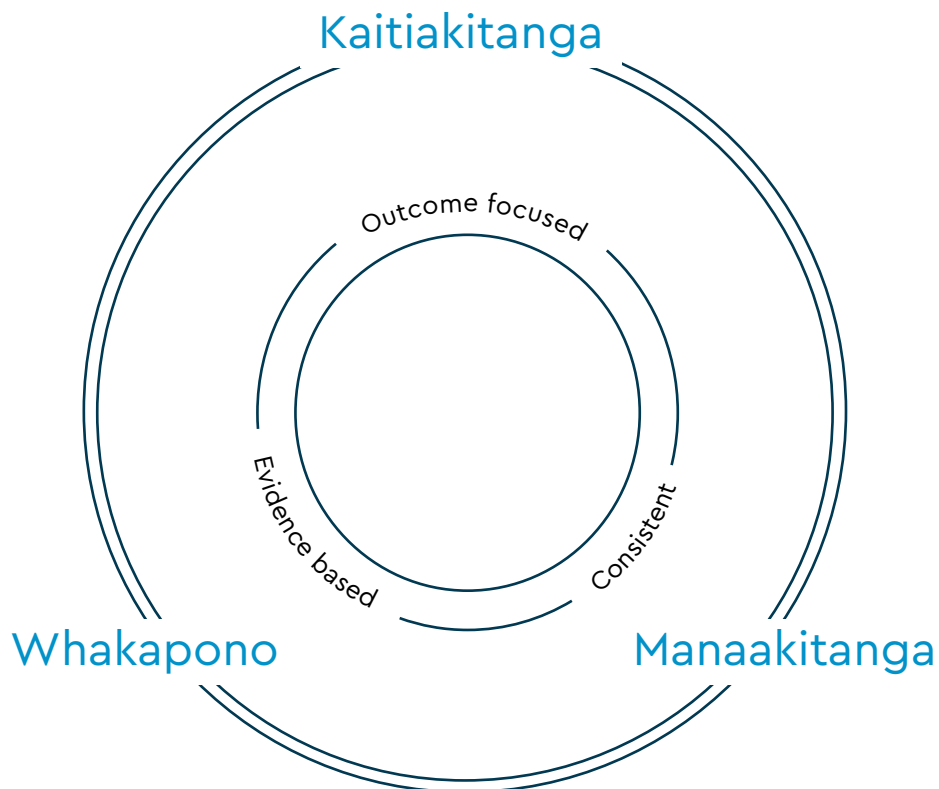 Kaitiakitanga
Outcome focused
Evidence based
Consistent
Whakapono
Manaakitanga